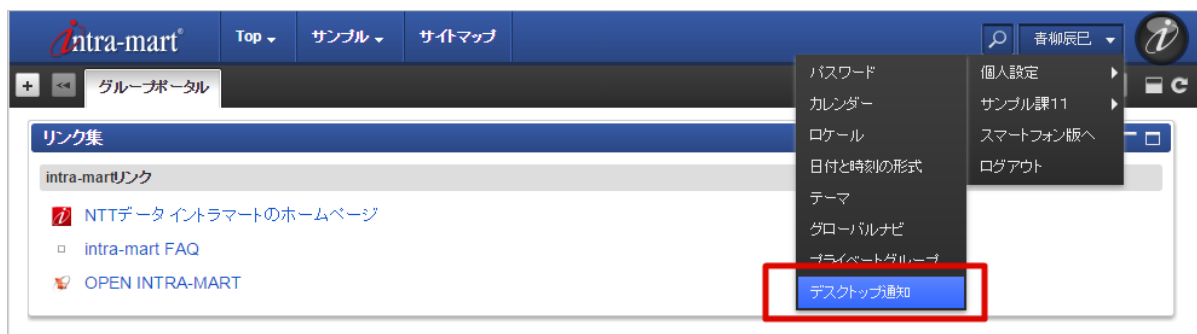 intra-mart®
Top
サンプル
サイトマップ
青柳辰巳
グループポータル
パスワード
カレンダー
ロケール
日付と時刻の形式
テーマ
グローバルナビ
プライベートグループ
デスクトップ通知
個人設定
サンプル課11
スマートフォン版へ
ログアウト
リンク集
intra-martリンク
NTTデータ イントラマートのホームページ
intra-mart FAQ
OPEN INTRA-MART